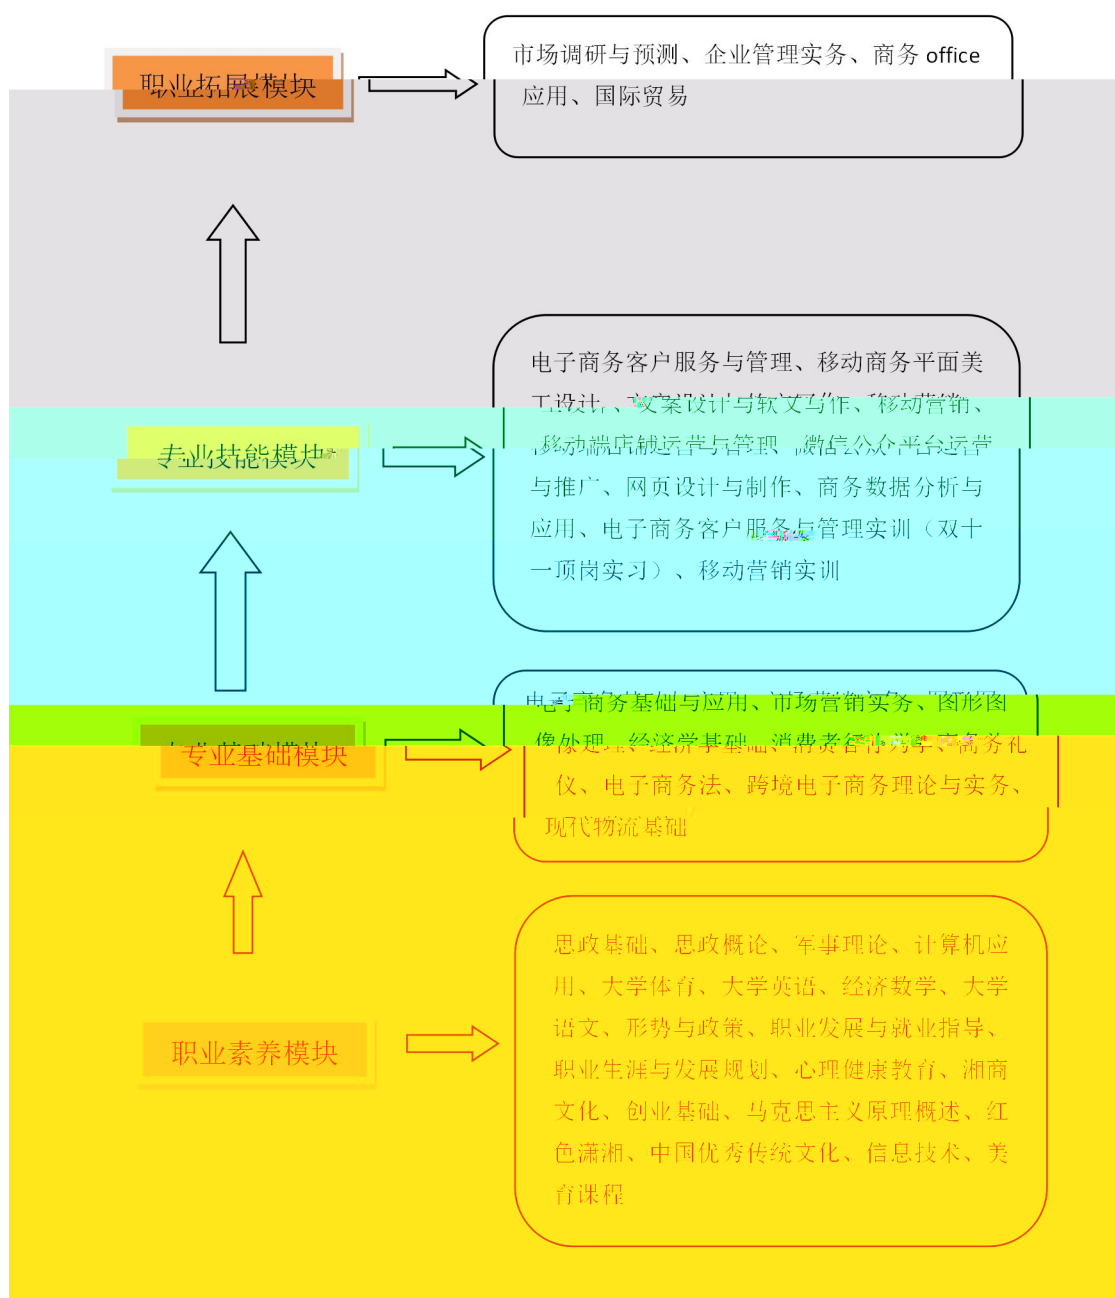 职业拓展模块
市场调研与预测、企业管理实务、商务 office
应用、国际贸易
电子商务客户服务与管理、移动商务平面美
工设计、文案设计与软文写作、移动营销、
移动端店铺运营与管理、微信公众平台运营
与推广、网页设计与制作、商务数据分析与
应用、电子商务客户服务与管理实训（双十
一顶岗实习）、移动营销实训
专业技能模块
电子商务基础与应用、市场营销实务、图形图
像处理、经济学基础、消费者行为学、商务礼
仪、电子商务法、跨境电子商务理论与实务、
现代物流基础
专业基础模块
思政基础、思政概论、军事理论、计算机应
用、大学体育、大学英语、经济数学、大学
语文、形势与政策、职业发展与就业指导、
职业生涯与发展规划、心理健康教育、湘商
文化、创业基础、马克思主义原理概述、红
色潇湘、中国优秀传统文化、信息技术、美
育课程
职业素养模块